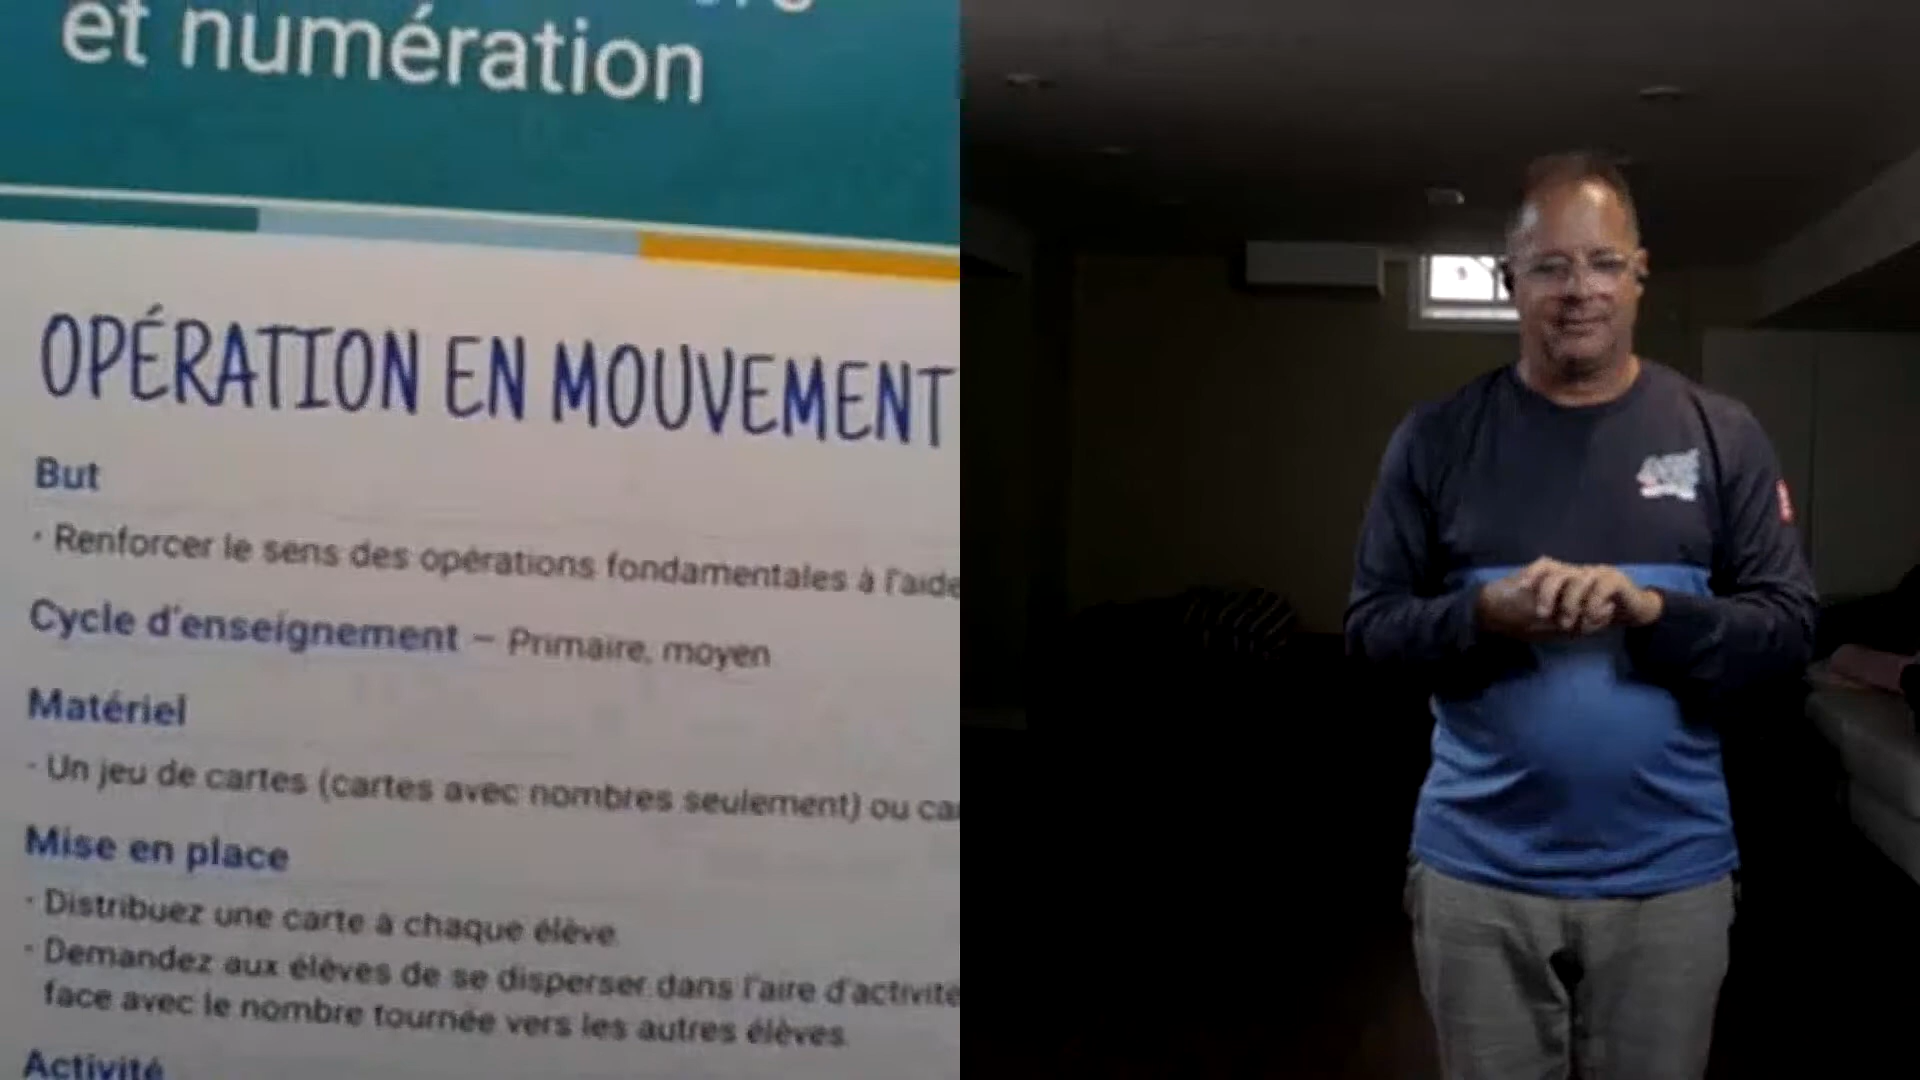 et numération
OPÉRATION EN MOUVEMENT
But
· Renforcer le sens des opérations fondamentales à l'aide
Cycle d'enseignement – Primaire, moyen
Matériel
· Un jeu de cartes (cartes avec nombres seulement) ou
Mise en place
· Distribuez une carte à chaque élève.
· Demandez aux élèves de se disperser dans l'aire d'activité
face avec le nombre tournée vers les autres élèves.
Activité